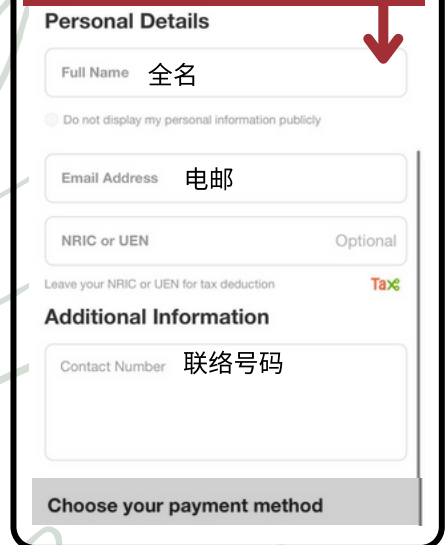 Personal Details
Full Name 全名
Do not display my personal information publicly
Email Address 电邮
NRIC or UEN Optional
Leave your NRIC or UEN for tax deduction Tax
Additional Information
Contact Number 联络号码
Choose your payment method